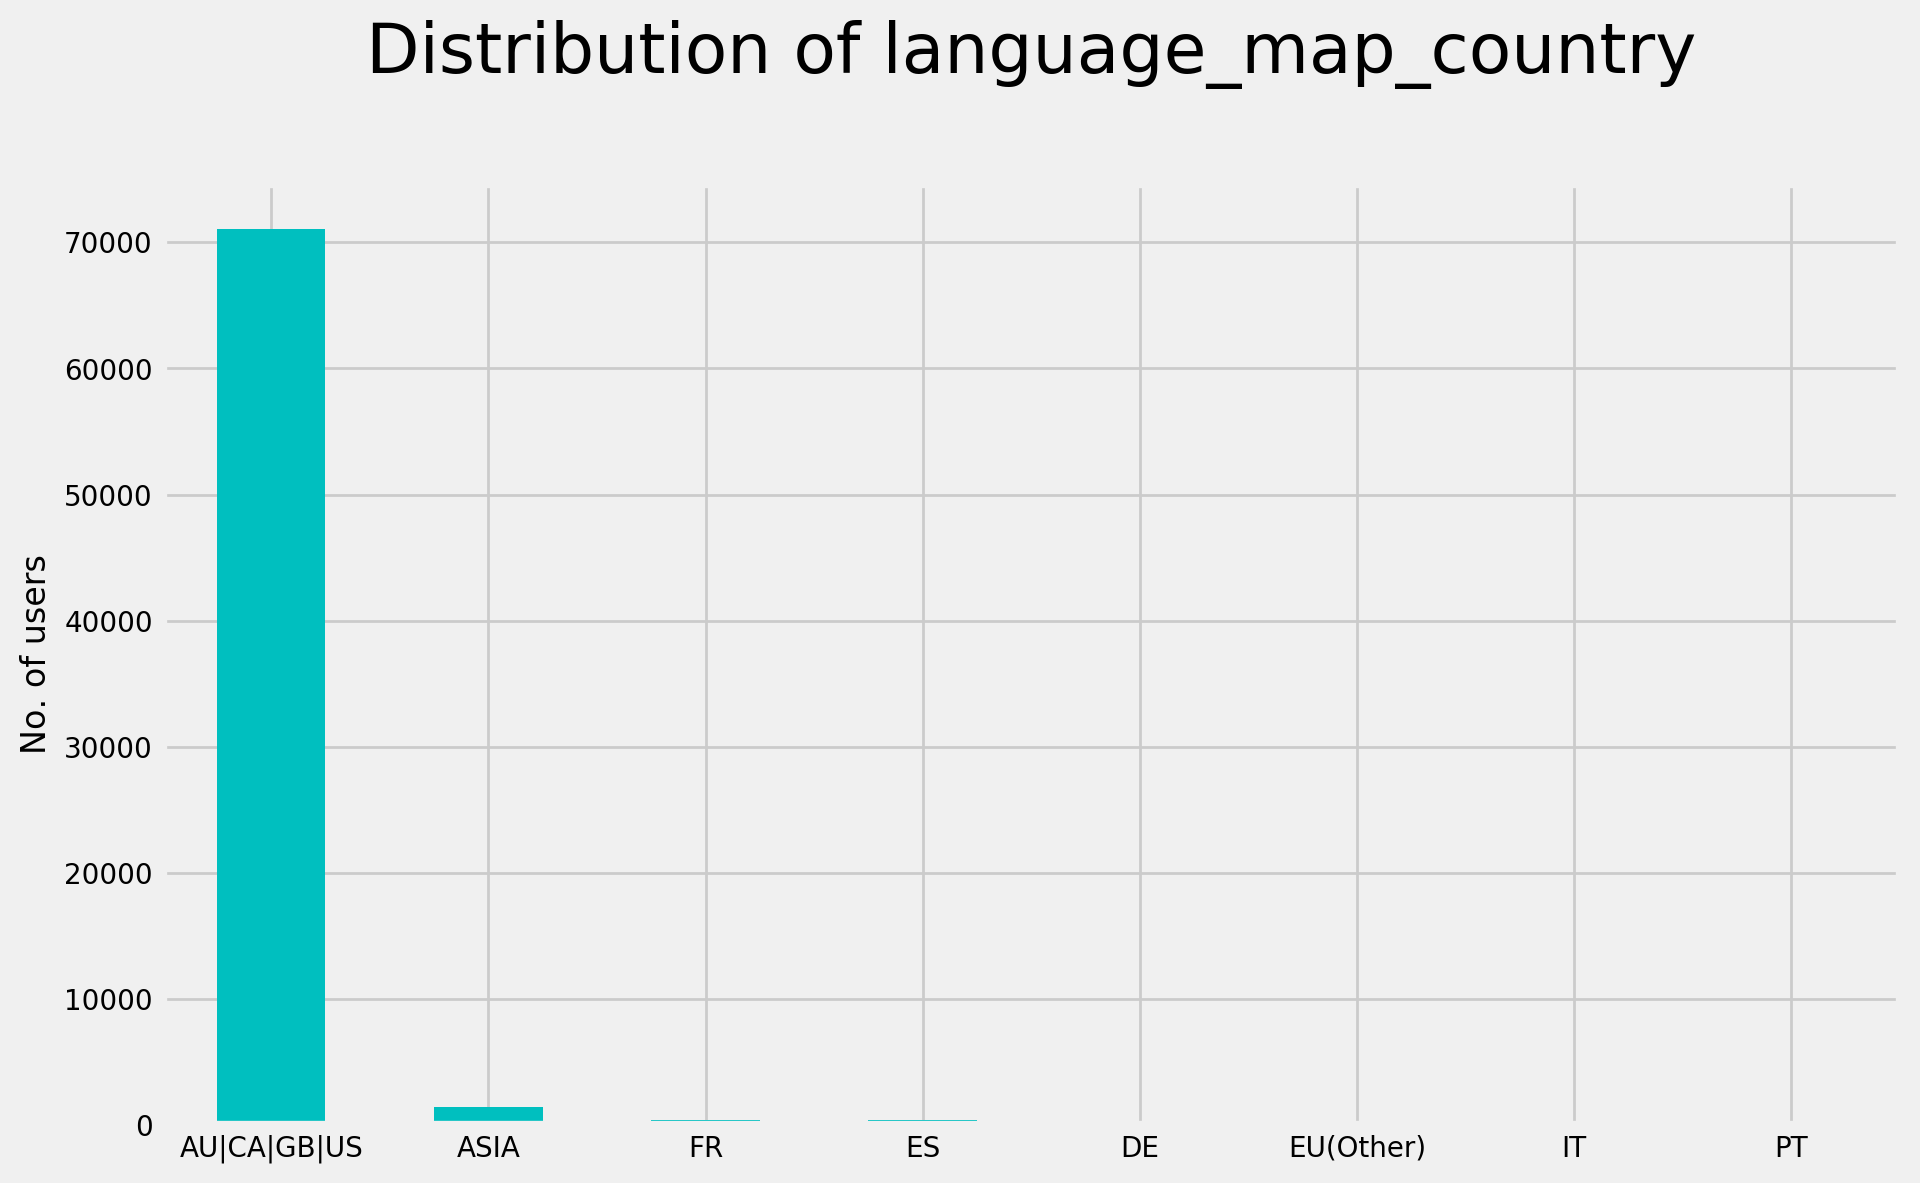 Distribution of language_map_country
No. of users
70000
60000
50000
40000
30000
20000
10000
0
AU|CA|GB|US ASIA FR ES DE EU(Other) IT PT